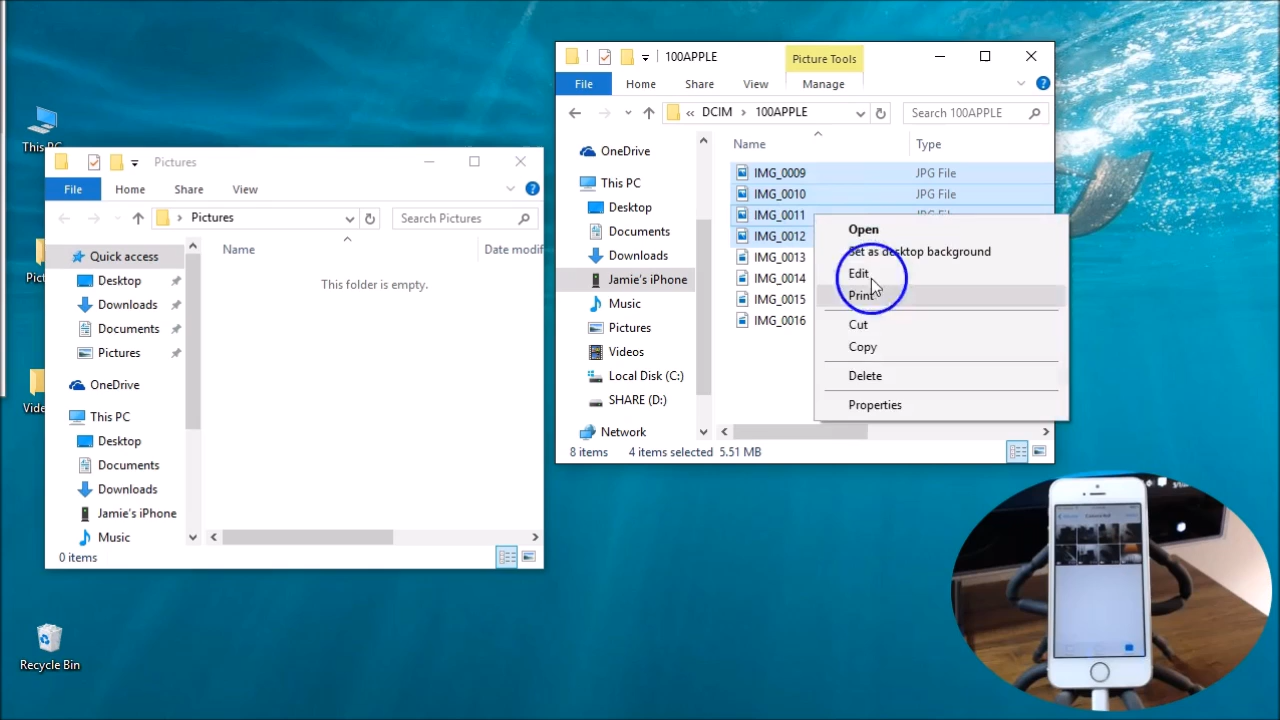 This PC
Pict
Vide
Recycle Bin
Pictures
File Home Share View
Pictures
Search Pictures
Quick access
Desktop
Downloads
Documents
Pictures
OneDrive
This PC
Desktop
Documents
Downloads
Jamie's iPhone
Music
Name Date modif
This folder is empty.
0 items
100APPLE
Picture Tools
File Home Share View Manage
« DCIM > 100APPLE
Search 100APPLE
OneDrive
This PC
Desktop
Documents
Downloads
Jamie's iPhone
Music
Pictures
Videos
Local Disk (C:)
SHARE (D:)
Network
Name Type
IMG_0009 JPG File
IMG_0010 JPG File
IMG_0011 JPG File
IMG_0012
IMG_0013
IMG_0014
IMG_0015
IMG_0016
Open
Set as desktop background
Edit
Print
Cut
Copy
Delete
Properties
8 items 4 items selected 5.51 MB